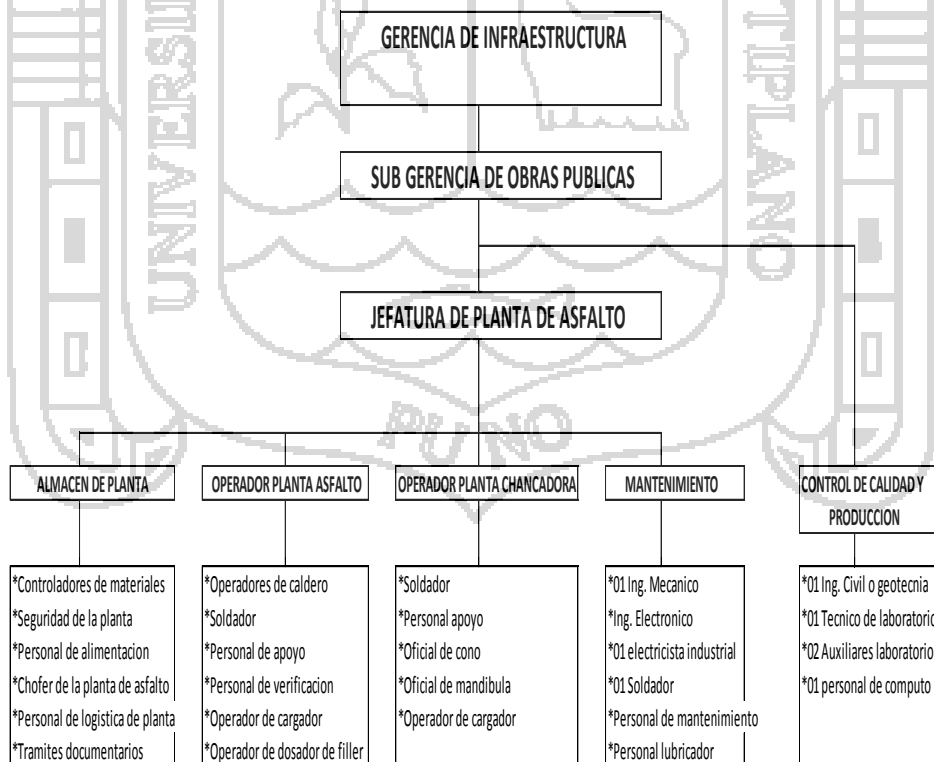 GERENCIA DE INFRAESTRUCTURA
SUB GERENCIA DE OBRAS PUBLICAS
JEFATURA DE PLANTA DE ASFALTO
ALMACEN DE PLANTA
*Controladores de materiales
*Seguridad de la planta
*Personal de alimentacion
*Chofer de la planta de asfalto
*Personal de logistica de planta
*Tramites documentarios
OPERADOR PLANTA ASFALTO
*Operadores de caldero
*Soldador
*Personal de apoyo
*Personal de verificacion
*Operador de cargador
*Operador de dosador de filler
OPERADOR PLANTA CHANCADORA
*Soldador
*Personal apoyo
*Oficial de cono
*Oficial de mandibula
*Operador de cargador
MANTENIMIENTO
*01 Ing. Mecanico
*Ing. Electronico
*01 electricista industrial
*01 Soldador
*Personal de mantenimiento
*Personal lubricador
CONTROL DE CALIDAD Y
PRODUCCION
*01 Ing. Civil o geotecnia
*01 Tecnico de laboratorio
*02 Auxiliares laboratorio
*01 personal de computo
PUNO